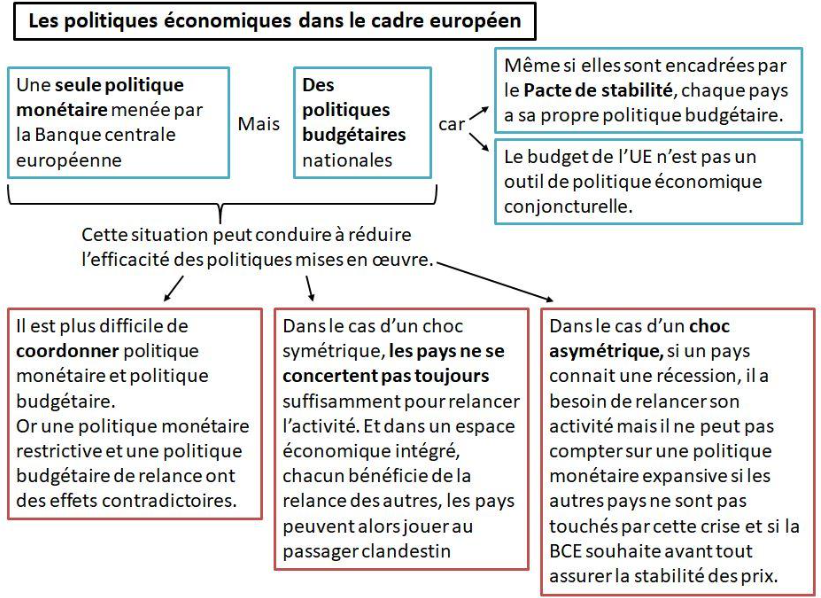 Les politiques économiques dans le cadre européen
Une seule politique
monétaire menée par
la Banque centrale
européenne
Mais
Des
politiques
budgétaires
nationales
car
Même si elles sont encadrées par
le Pacte de stabilité, chaque pays
a sa propre politique budgétaire.
Le budget de l'UE n'est pas un
outil de politique économique
conjoncturelle.
Cette situation peut conduire à réduire
l'efficacité des politiques mises en œuvre.
Il est plus difficile de
coordonner politique
monétaire et politique
budgétaire.
Or une politique monétaire
restrictive et une politique
budgétaire de relance ont
des effets contradictoires.
Dans le cas d'un choc
symétrique, les pays ne se
concertent pas toujours
suffisamment pour relancer
l'activité. Et dans un espace
économique intégré,
chacun bénéficie de la
relance des autres, les pays
peuvent alors jouer au
passager clandestin
Dans le cas d'un choc
asymétrique, si un pays
connait une récession, il a
besoin de relancer son
activité mais il ne peut pas
compter sur une politique
monétaire expansive si les
autres pays ne sont pas
touchés par cette crise et si la
BCE souhaite avant tout
assurer la stabilité des prix.